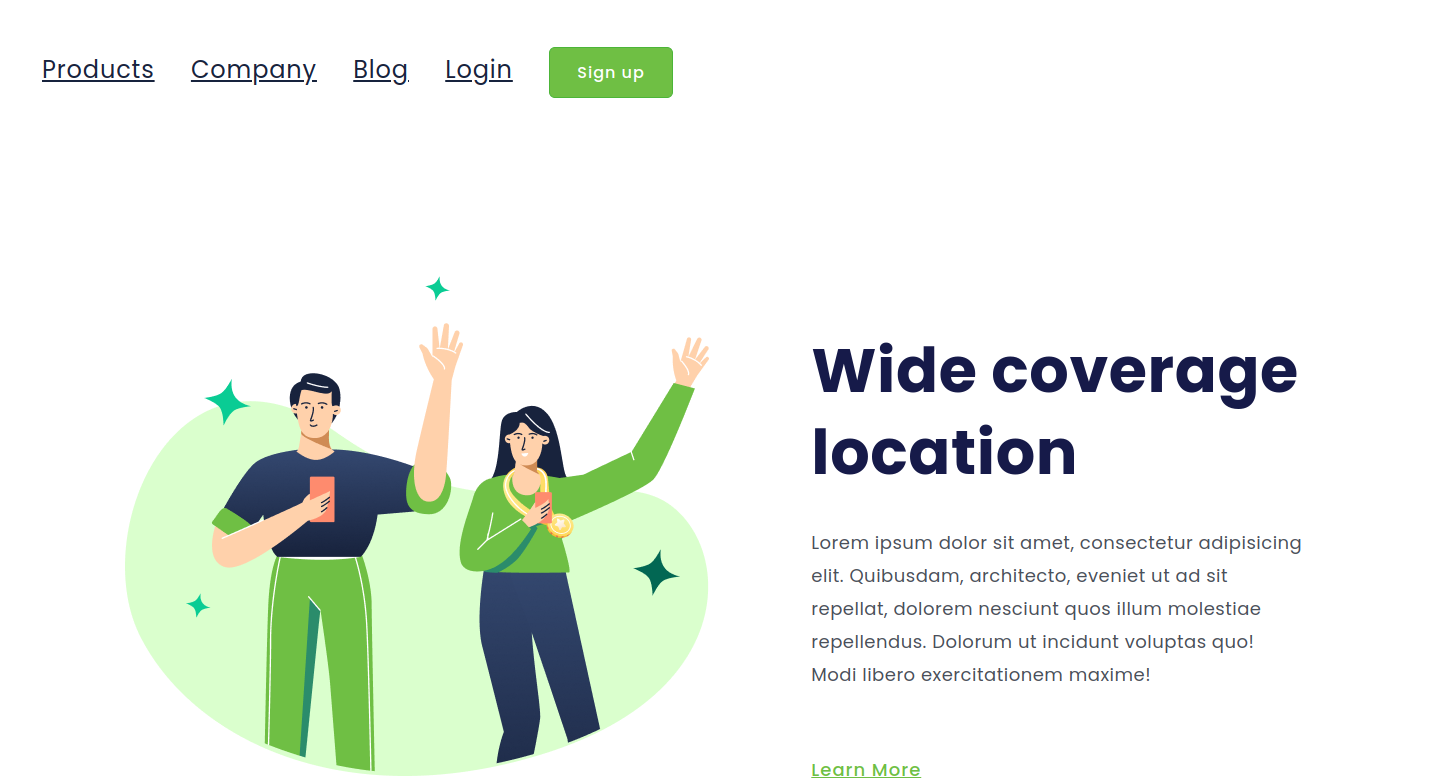 Products Company Blog Login Sign up
Wide coverage
location
Lorem ipsum dolor sit amet, consectetur adipisicing
elit. Quibusdam, architecto, eveniet ut ad sit
repellat, dolorem nesciunt quos illum molestiae
repellendus. Dolorum ut incidunt voluptas quo!
Modi libero exercitationem maxime!
Learn More